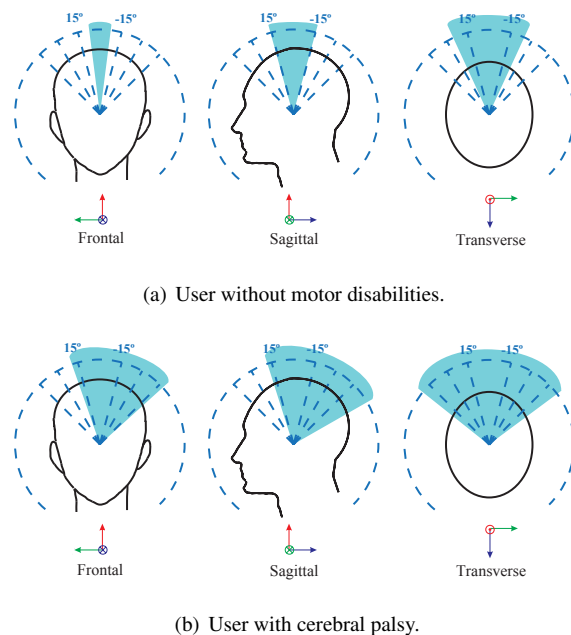 15º -15º 15º -15º 15º -15º
Frontal Sagittal Transverse
(a) User without motor disabilities.
15º -15º 15º -15º 15º -15º
Frontal Sagittal Transverse
(b) User with cerebral palsy.